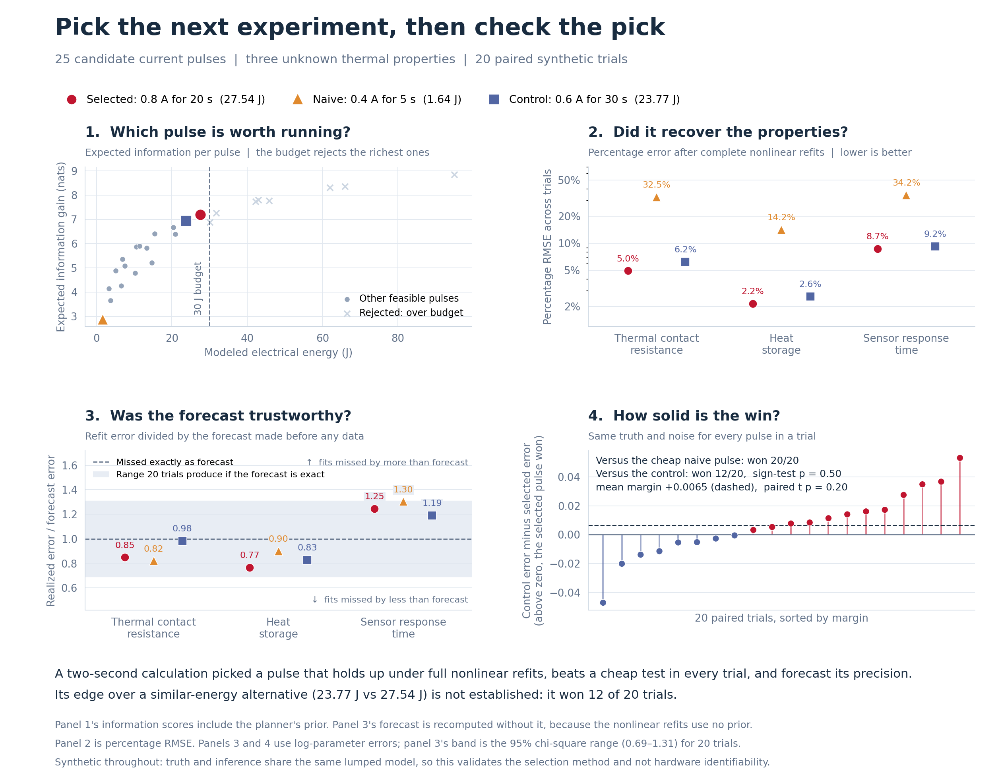 Pick the next experiment, then check the pick
25 candidate current pulses | three unknown thermal properties | 20 paired synthetic trials
Selected: 0.8 A for 20 s (27.54 J)
Naive: 0.4 A for 5 s (1.64 J)
Control: 0.6 A for 30 s (23.77 J)
1. Which pulse is worth running?
Expected information per pulse | the budget rejects the richest ones
Expected information gain (nats)
9
8
7
6
5
4
3
30 J budget
Other feasible pulses
Rejected: over budget
0
20
40
60
80
Modeled electrical energy (J)
2. Did it recover the properties?
Percentage error after complete nonlinear refits | lower is better
Percentage RMSE across trials
50%
20%
10%
5%
2%
32.5%
34.2%
14.2%
8.7%
9.2%
5.0%
6.2%
2.2%
2.6%
Thermal contact
resistance
Heat
storage
Sensor response
time
3. Was the forecast trustworthy?
Refit error divided by the forecast made before any data
Realized error / forecast error
1.6
1.4
1.2
1.0
0.8
0.6
Missed exactly as forecast
Range 20 trials produce if the forecast is exact
↑ fits missed by more than forecast
1.25
1.30
1.19
0.85
0.82
0.98
0.77
0.90
0.83
↓ fits missed by less than forecast
Thermal contact
resistance
Heat
storage
Sensor response
time
4. How solid is the win?
Same truth and noise for every pulse in a trial
Control error minus selected error
(above zero, the selected pulse won)
0.04
0.02
0.00
−0.02
−0.04
Versus the cheap naive pulse: won 20/20
Versus the control: won 12/20, sign-test p = 0.50
mean margin +0.0065 (dashed), paired t p = 0.20
20 paired trials, sorted by margin
A two-second calculation picked a pulse that holds up under full nonlinear refits, beats a cheap test in every trial, and forecast its precision.
Its edge over a similar-energy alternative (23.77 J vs 27.54 J) is not established: it won 12 of 20 trials.
Panel 1's information scores include the planner's prior. Panel 3's forecast is recomputed without it, because the nonlinear refits use no prior.
Panel 2 is percentage RMSE. Panels 3 and 4 use log-parameter errors; panel 3's band is the 95% chi-square range (0.69–1.31) for 20 trials.
Synthetic throughout: truth and inference share the same lumped model, so this validates the selection method and not hardware identifiability.